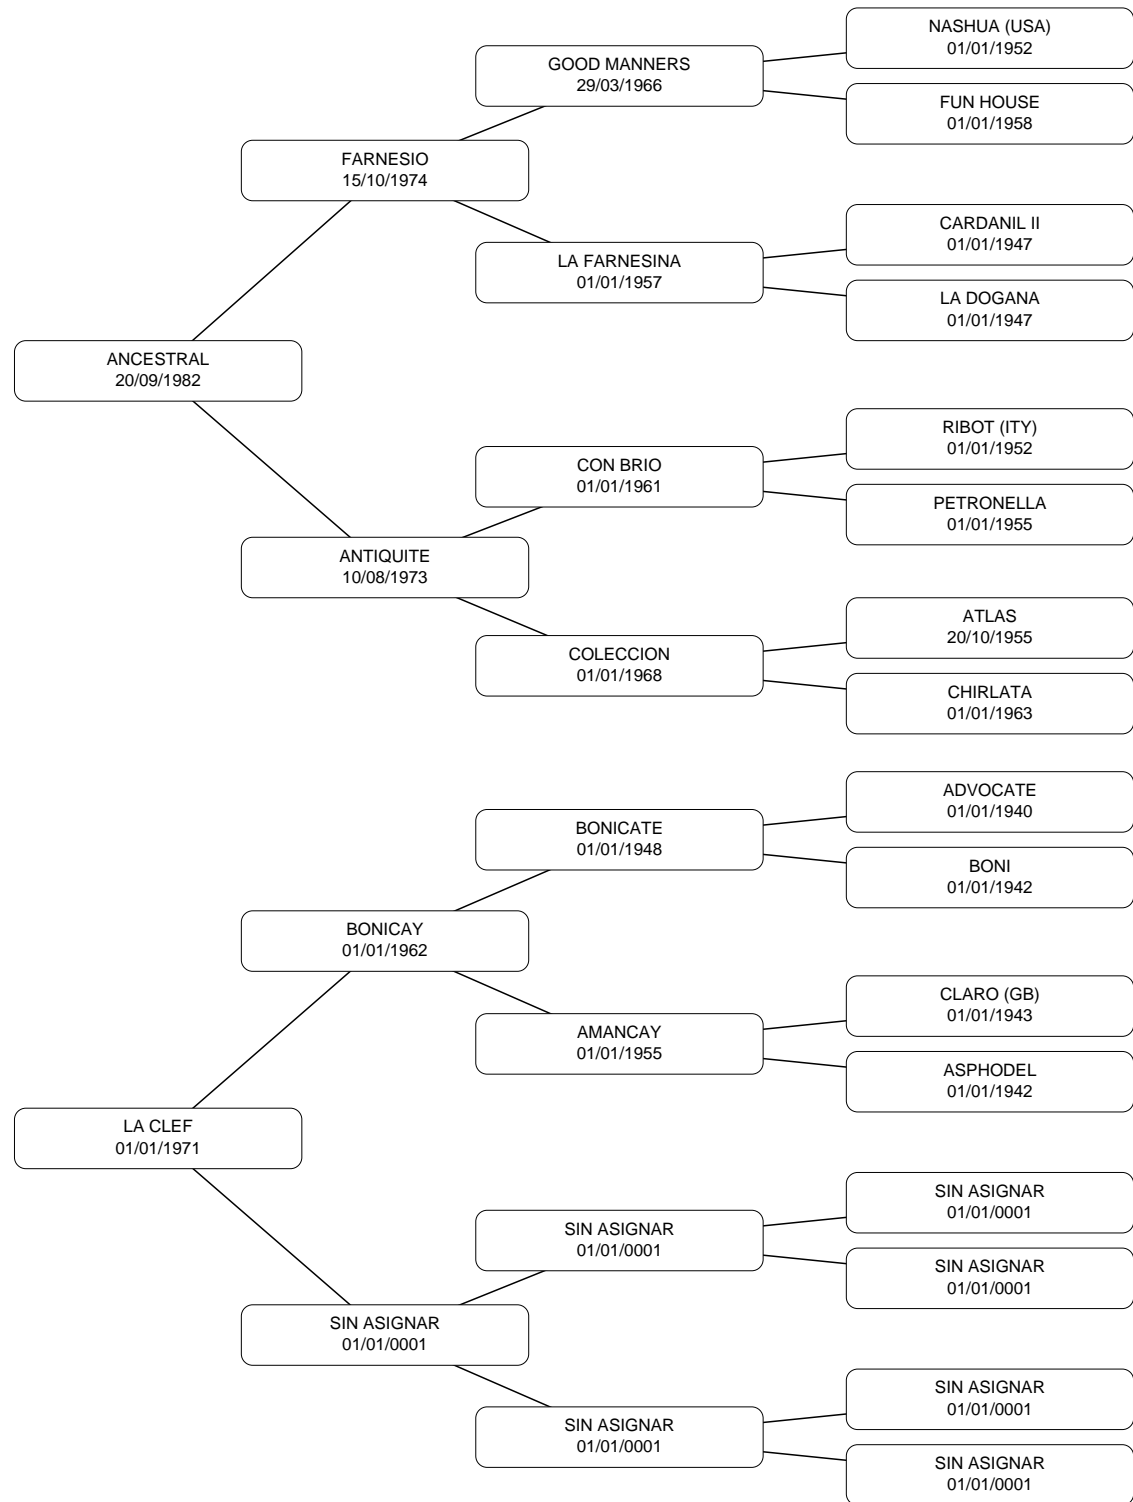 NASHUA (USA)
01/01/1952
GOOD MANNERS
29/03/1966
FUN HOUSE
01/01/1958
FARNESIO
15/10/1974
CARDANIL II
01/01/1947
LA FARNESINA
01/01/1957
LA DOGANA
01/01/1947
ANCESTRAL
20/09/1982
RIBOT (ITY)
01/01/1952
CON BRIO
01/01/1961
PETRONELLA
01/01/1955
ANTIQUITE
10/08/1973
ATLAS
20/10/1955
COLECCION
01/01/1968
CHIRLATA
01/01/1963
ADVOCATE
01/01/1940
BONICATE
01/01/1948
BONI
01/01/1942
BONICAY
01/01/1962
CLARO (GB)
01/01/1943
AMANCAY
01/01/1955
ASPHODEL
01/01/1942
LA CLEF
01/01/1971
SIN ASIGNAR
01/01/0001
SIN ASIGNAR
01/01/0001
SIN ASIGNAR
01/01/0001
SIN ASIGNAR
01/01/0001
SIN ASIGNAR
01/01/0001
SIN ASIGNAR
01/01/0001
SIN ASIGNAR
01/01/0001